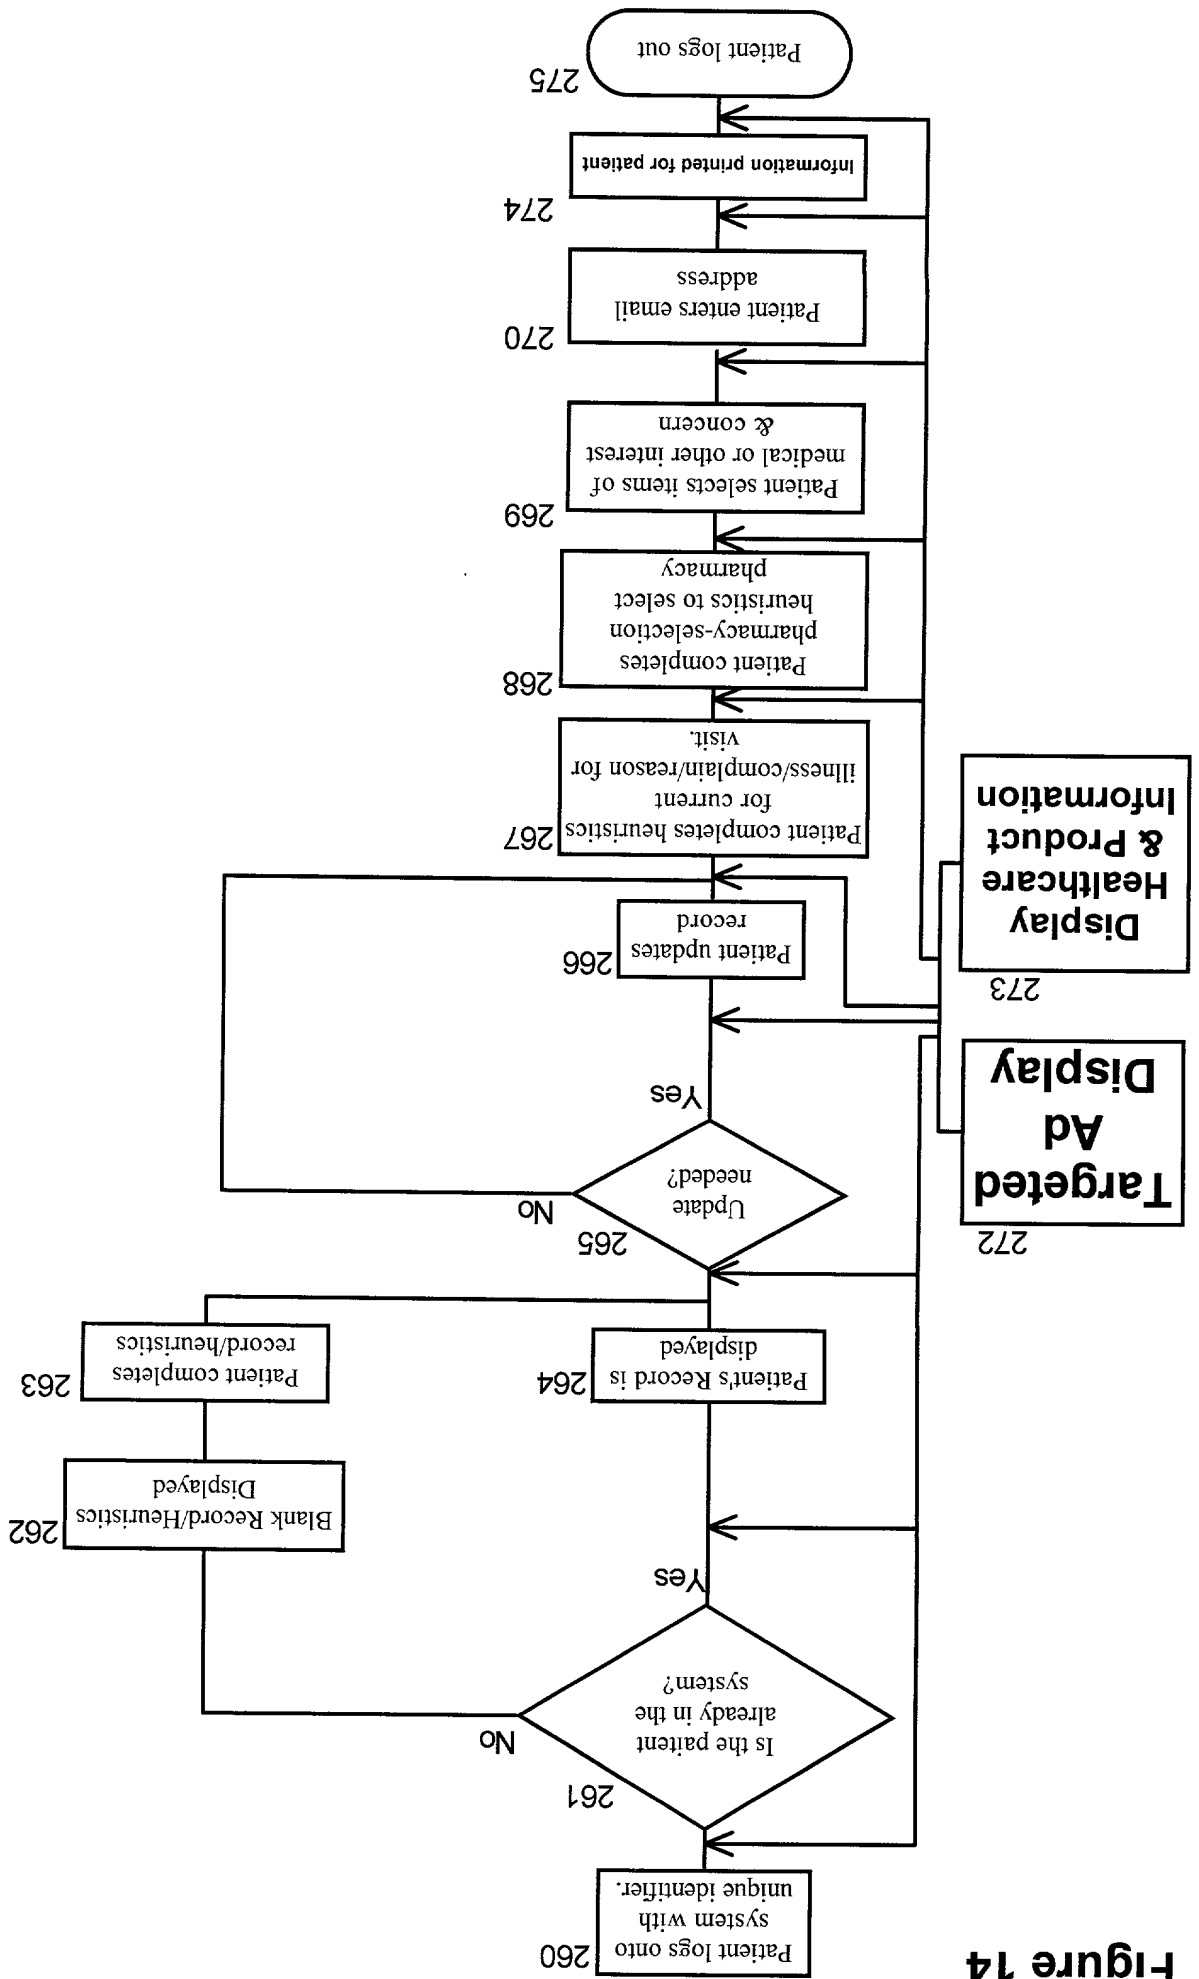 Figure 14
260
Patient logs onto
system with
unique identifier.
261
Is the paitent
already in the
system?
No
Yes
262
Blank Record/Heuristics
Displayed
263
Patient completes
record/heuristics
264
Patient's Record is
displayed
265
Update
needed?
No
Yes
272
Targeted
Ad
Display
273
Display
Healthcare
& Product
Information
266
Patient updates
record
267
Patient completes heuristics
for current
illness/complain/reason for
visit.
268
Patient completes
pharmacy-selection
heuristics to select
pharmacy
269
Patient selects items of
medical or other interest
& concern
270
Patient enters email
address
274
Information printed for patient
275
Patient logs out